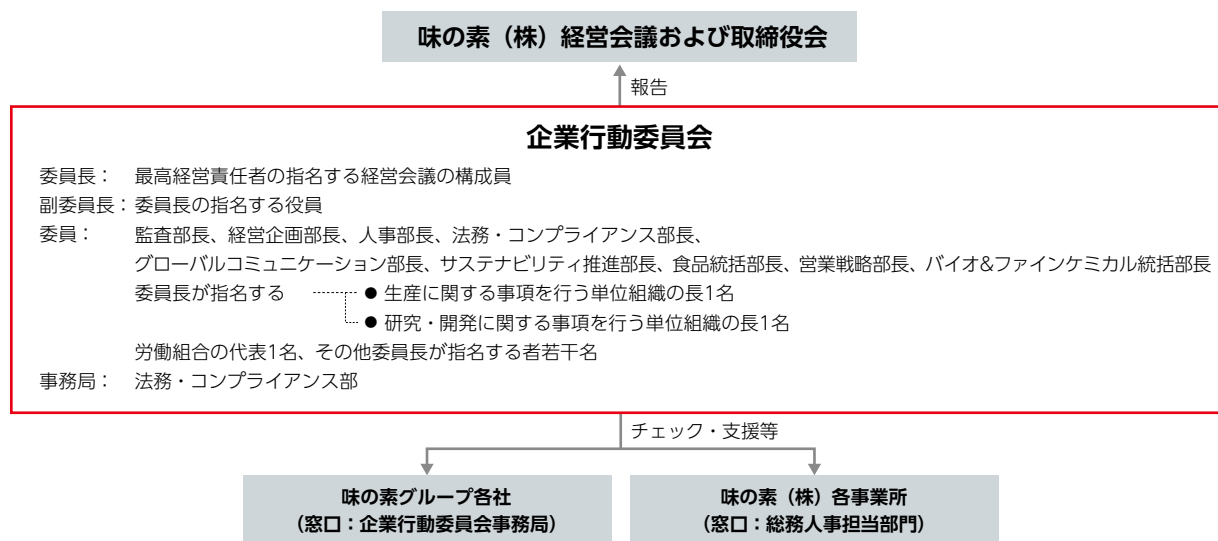 味の素（株）経営会議および取締役会
報告
企業行動委員会
委員長： 最高経営責任者の指名する経営会議の構成員
副委員長：委員長の指名する役員
委員： 監査部長、経営企画部長、人事部長、法務・コンプライアンス部長、
グローバルコミュニケーション部長、サステナビリティ推進部長、食品統括部長、営業戦略部長、バイオ&ファインケミカル統括部長
委員長が指名する ● 生産に関する事項を行う単位組織の長1名
● 研究・開発に関する事項を行う単位組織の長1名
労働組合の代表1名、その他委員長が指名する者若干名
事務局： 法務・コンプライアンス部
チェック・支援等
味の素グループ各社
（窓口：企業行動委員会事務局）
味の素（株）各事業所
（窓口：総務人事担当部門）